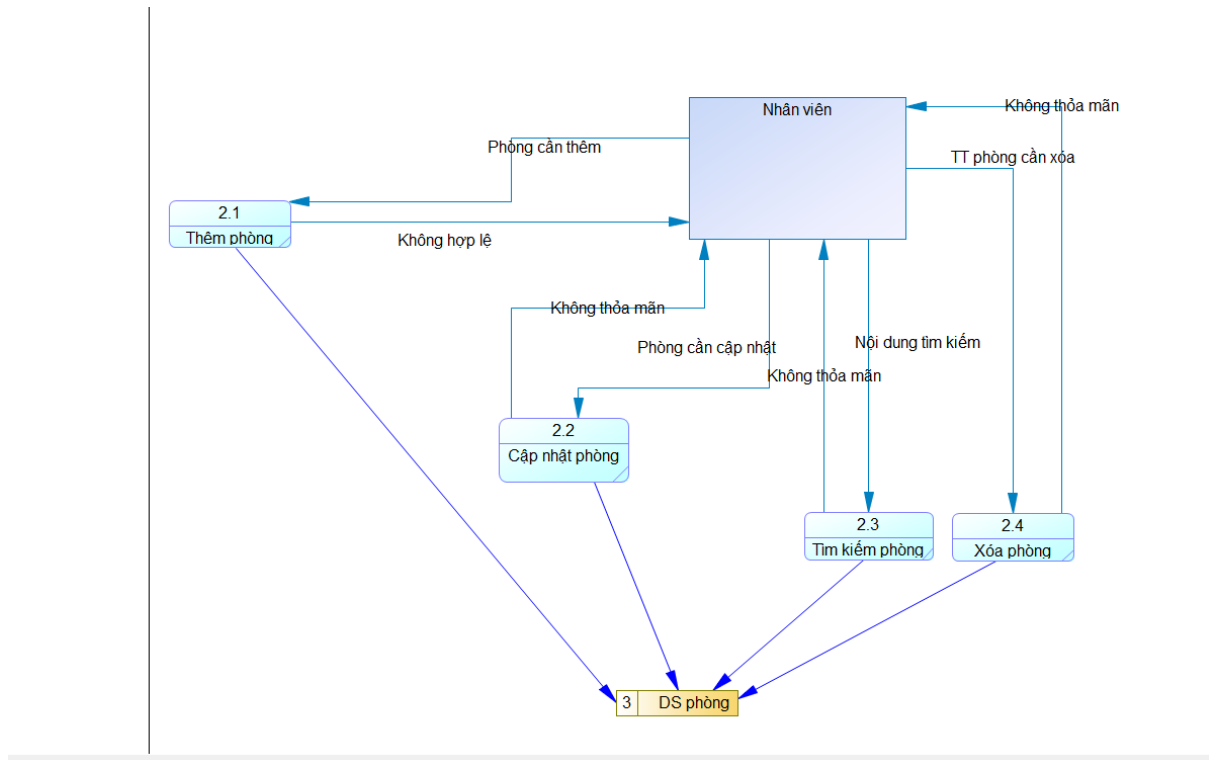 Nhân viên
Không thỏa mãn
Phòng cần thêm
TT phòng cần xóa
2.1
Thêm phòng
Không hợp lệ
Không thỏa mãn
Phòng cần cập nhật
Nội dung tìm kiếm
Không thỏa mãn
2.2
Cập nhật phòng
2.3
Tìm kiếm phòng
2.4
Xóa phòng
3 DS phòng